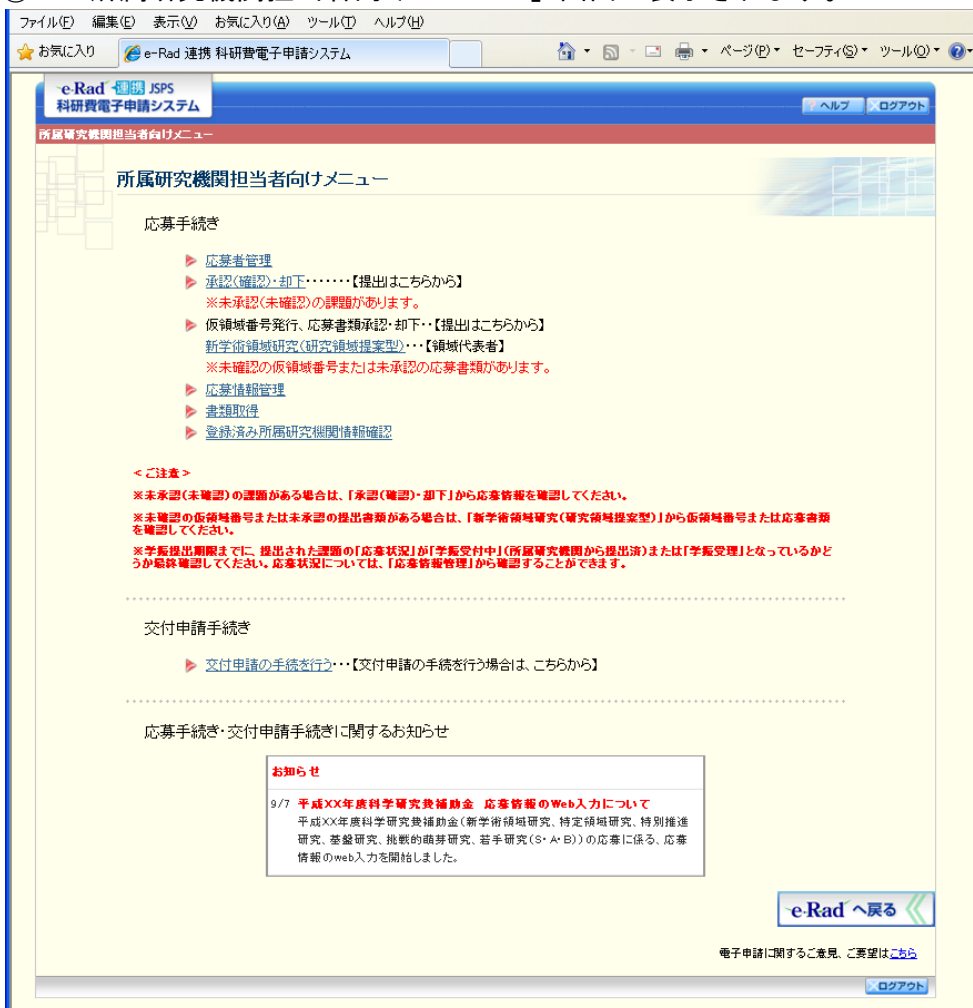 ファイル(F) 編集(E) 表示(V) お気に入り(A) ツール(T) ヘルプ(H)
お気に入り e-Rad 連携 科研費電子申請システム ページ(P) セーフティ(S) ツール(O)
e-Rad 連携 JSPS
科研費電子申請システム
ヘルプ ログアウト
所属研究機関担当者向けメニュー
所属研究機関担当者向けメニュー
応募手続き
応募者管理
承認(確認)・却下・・・・・・・【提出はこちらから】
※未承認(未確認)の課題があります。
仮領域番号発行、応募書類承認・却下・・【提出はこちらから】
新学術領域研究(研究領域提案型)・・・【領域代表者】
※未確認の仮領域番号または未承認の応募書類があります。
応募情報管理
書類取得
登録済み所属研究機関情報確認
＜ご注意＞
※未承認(未確認)の課題がある場合は、「承認(確認)・却下」から応募情報を確認してください。
※未確認の仮領域番号または未承認の提出書類がある場合は、「新学術領域研究(研究領域提案型)」から仮領域番号または応募書類
を確認してください。
※学振提出期限までに、提出された課題の「応募状況」が「学振受付中」(所属研究機関から提出済)または「学振受理」となっているかど
うか最終確認してください。応募状況については、「応募情報管理」から確認することができます。
交付申請手続き
交付申請の手続を行う・・・【交付申請の手続を行う場合は、こちらから】
応募手続き・交付申請手続きに関するお知らせ
お知らせ
9/7 平成XX年度科学研究費補助金 応募情報のWeb入力について
平成XX年度科学研究費補助金(新学術領域研究、特定領域研究、特別推進
研究、基盤研究、挑戦的萌芽研究、若手研究(S・A・B))の応募に係る、応募
情報のweb入力を開始しました。
e-Rad へ戻る
電子申請に関するご意見、ご要望はこちら
ログアウト